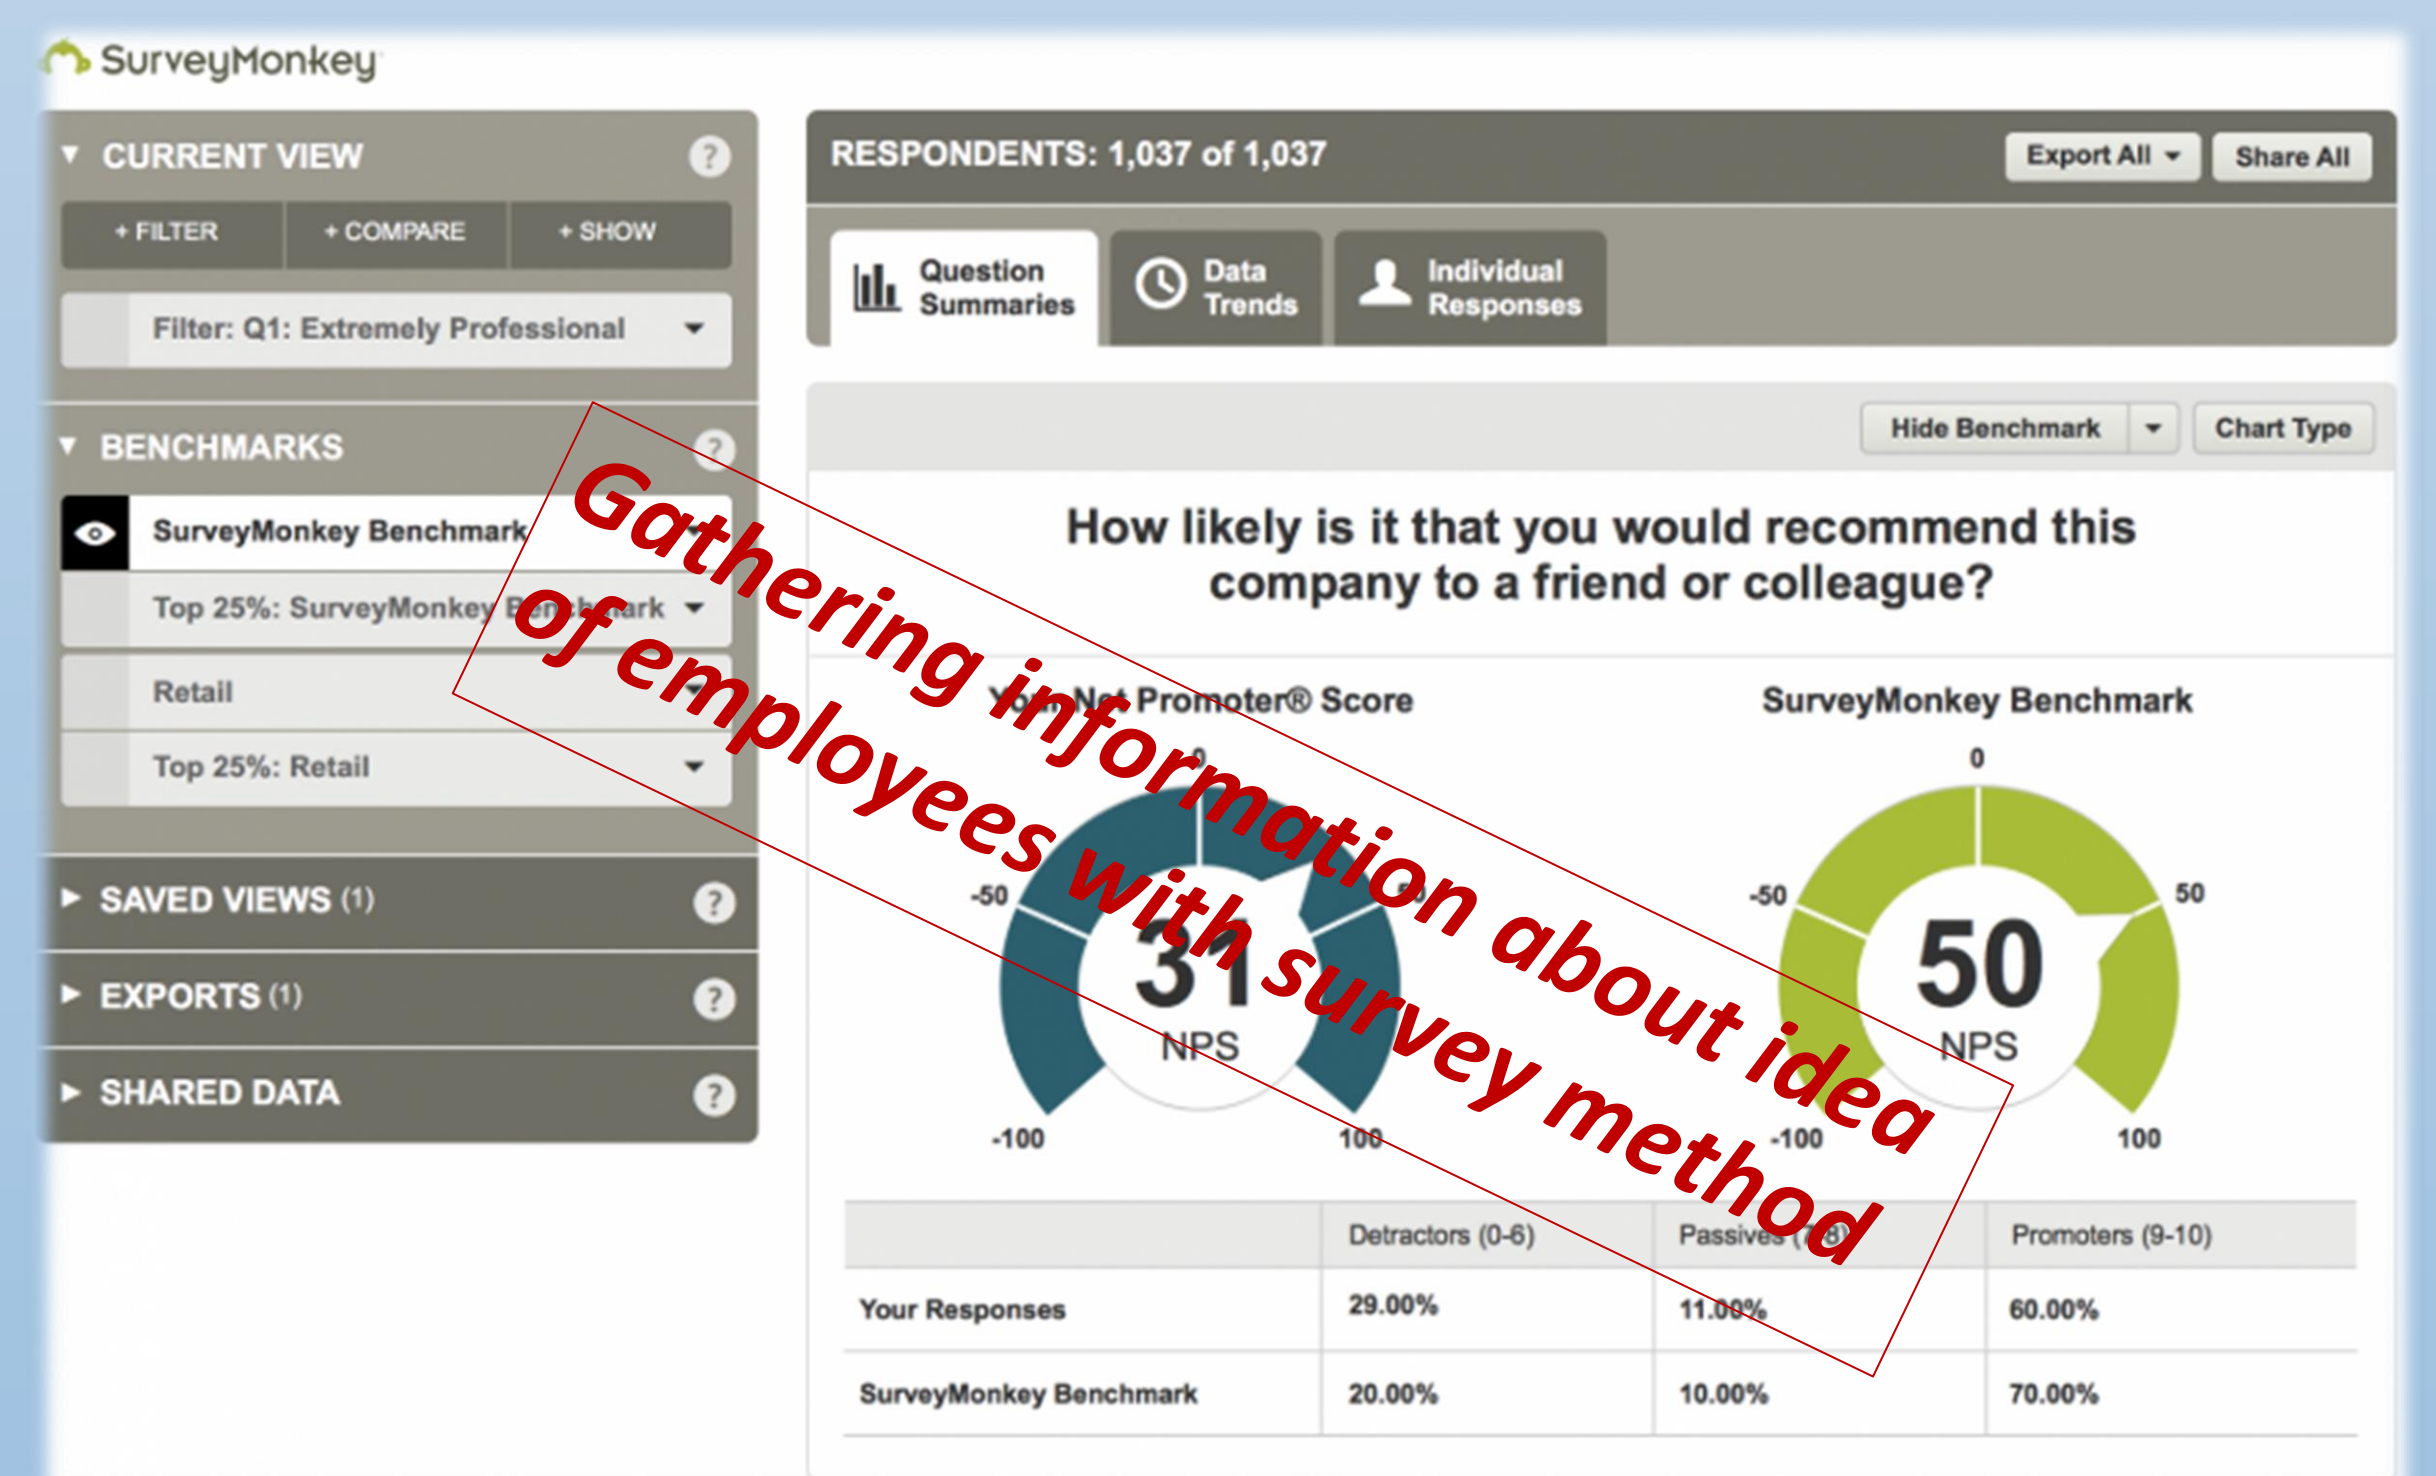 SurveyMonkey
CURRENT VIEW
?
+ FILTER
+ COMPARE
+ SHOW
Filter: Q1: Extremely Professional
BENCHMARKS
?
SurveyMonkey Benchmark
Top 25%: SurveyMonkey Benchmark
Retail
Top 25%: Retail
SAVED VIEWS (1)
?
EXPORTS (1)
?
SHARED DATA
?
RESPONDENTS: 1,037 of 1,037
Export All
Share All
Question
Summaries
Data
Trends
Individual
Responses
Hide Benchmark
Chart Type
How likely is it that you would recommend this
company to a friend or colleague?
Your Net Promoter® Score
0
-50
50
31
NPS
-100
100
SurveyMonkey Benchmark
0
-50
50
50
NPS
-100
100
Detractors (0-6)
Passives (7-8)
Promoters (9-10)
Your Responses
29.00%
11.00%
60.00%
SurveyMonkey Benchmark
20.00%
10.00%
70.00%
Gathering information about idea
of employees with survey method